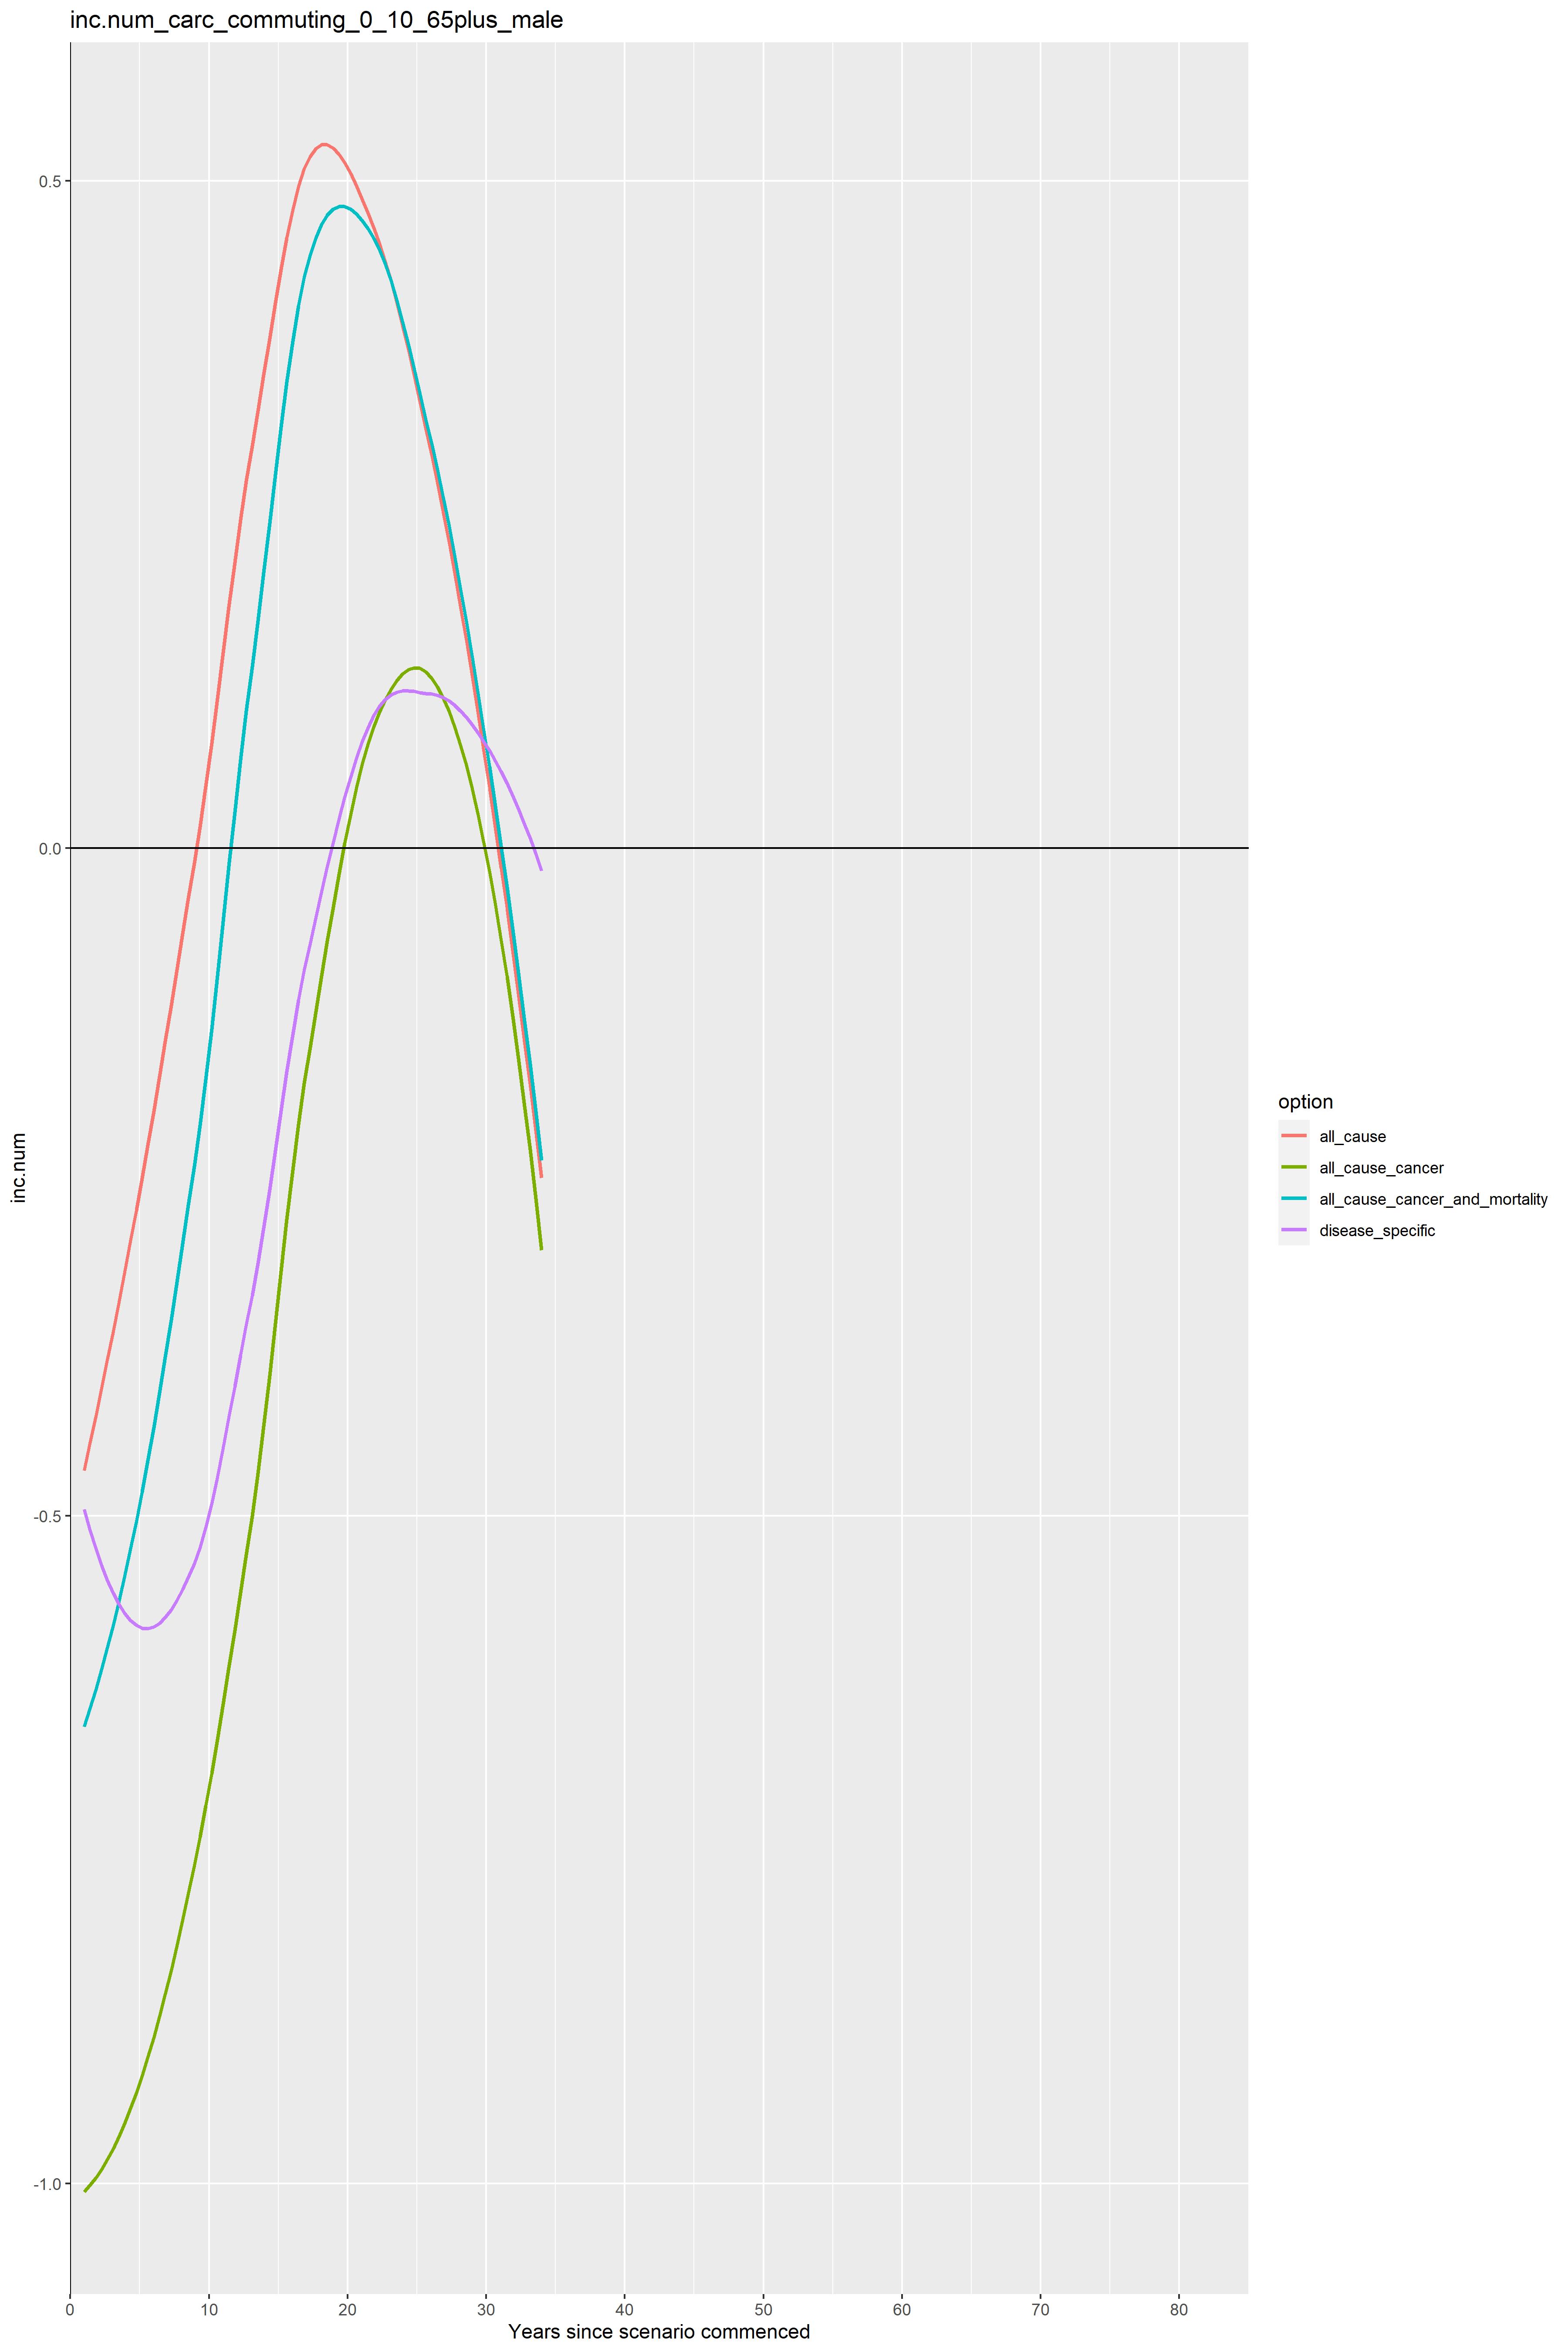 inc.num_carc_commuting_0_10_65plus_male
0.5
0.0
-0.5
-1.0
inc.num
0 10 20 30 40 50 60 70 80
Years since scenario commenced
option
all_cause
all_cause_cancer
all_cause_cancer_and_mortality
disease_specific